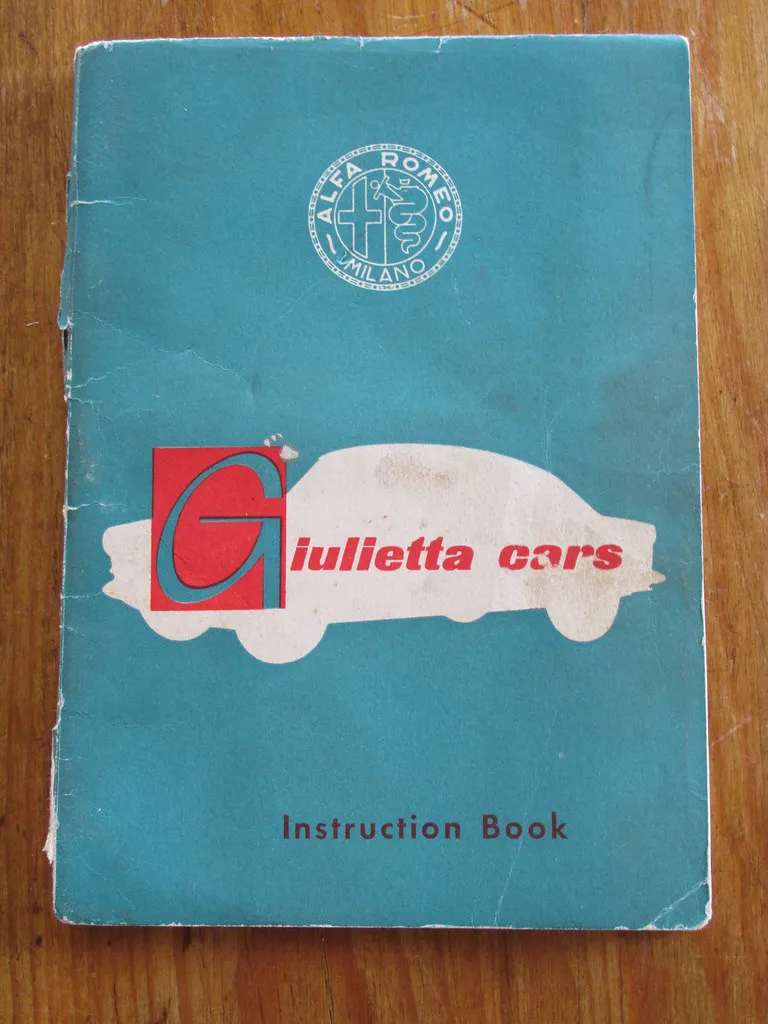 ALFA ROMEO
MILANO
Giulietta cars
Instruction Book